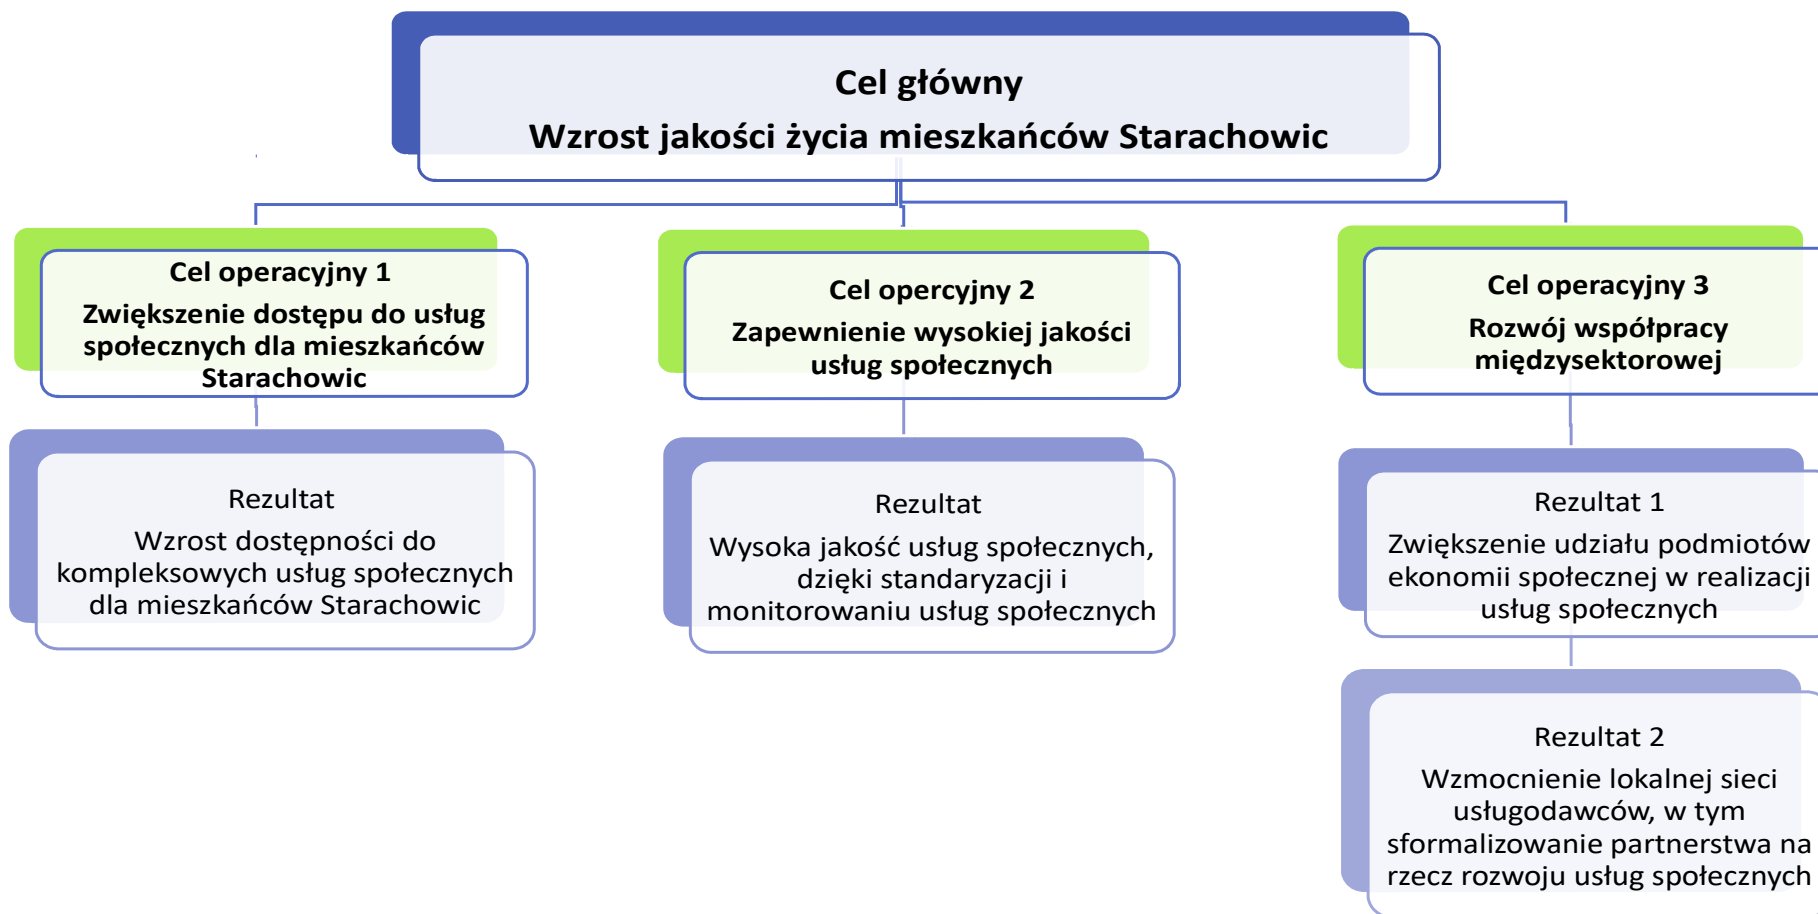 Cel główny
Wzrost jakości życia mieszkańców Starachowic
Cel operacyjny 1
Zwiększenie dostępu do usług
społecznych dla mieszkańców
Starachowic
Rezultat
Wzrost dostępności do
kompleksowych usług społecznych
dla mieszkańców Starachowic
Cel opercyjny 2
Zapewnienie wysokiej jakości
usług społecznych
Rezultat
Wysoka jakość usług społecznych,
dzięki standaryzacji i
monitorowaniu usług społecznych
Cel operacyjny 3
Rozwój współpracy
międzysektorowej
Rezultat 1
Zwiększenie udziału podmiotów
ekonomii społecznej w realizacji
usług społecznych
Rezultat 2
Wzmocnienie lokalnej sieci
usługodawców, w tym
sformalizowanie partnerstwa na
rzecz rozwoju usług społecznych